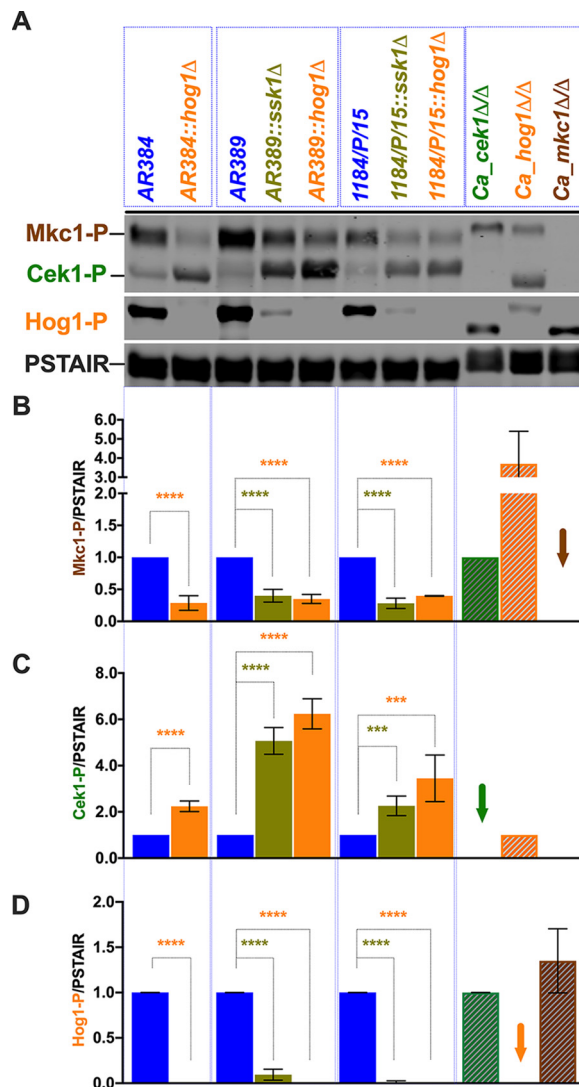 A
AR384
AR384::hog1Δ
AR389
AR389::ssk1Δ
AR389::hog1Δ
1184/P/15
1184/P/15::ssk1Δ
1184/P/15::hog1Δ
Ca_cek1Δ/Δ
Ca_hog1Δ/Δ
Ca_mkc1Δ/Δ
Mkc1-P
Cek1-P
Hog1-P
PSTAIR
B
Mkc1-P/PSTAIR
6.0
5.0
4.0
3.0
2.0
1.5
1.0
0.5
0.0
****
****
****
****
****
C
Cek1-P/PSTAIR
8.0
6.0
4.0
2.0
0.0
****
****
****
***
***
D
Hog1-P/PSTAIR
2.0
1.5
1.0
0.5
0.0
****
****
****
****
****